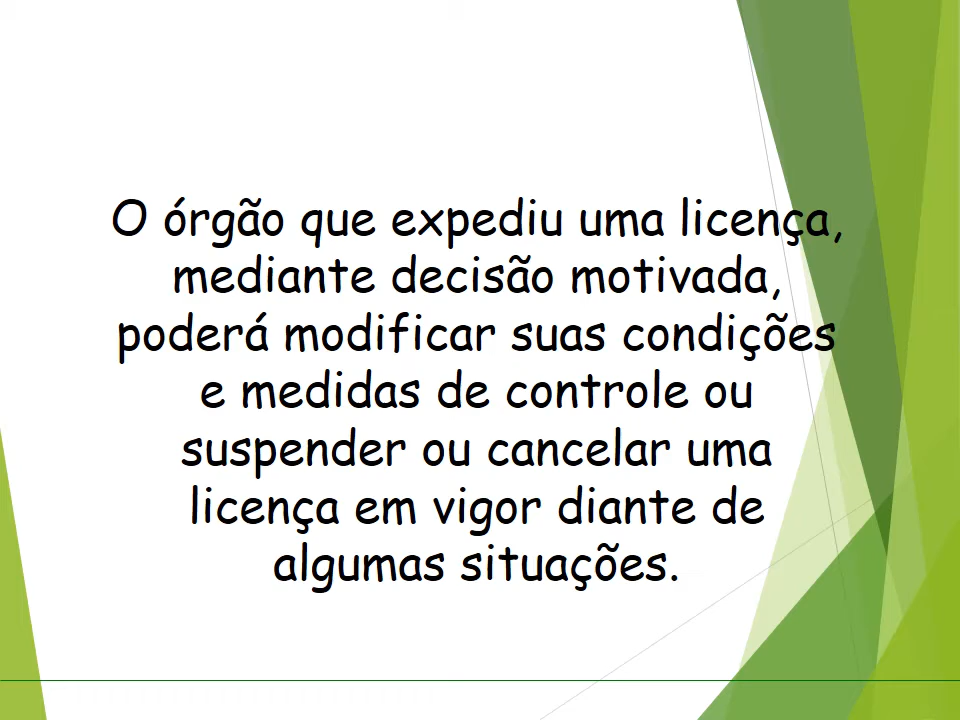 O órgão que expediu uma licença,
mediante decisão motivada,
poderá modificar suas condições
e medidas de controle ou
suspender ou cancelar uma
licença em vigor diante de
algumas situações.